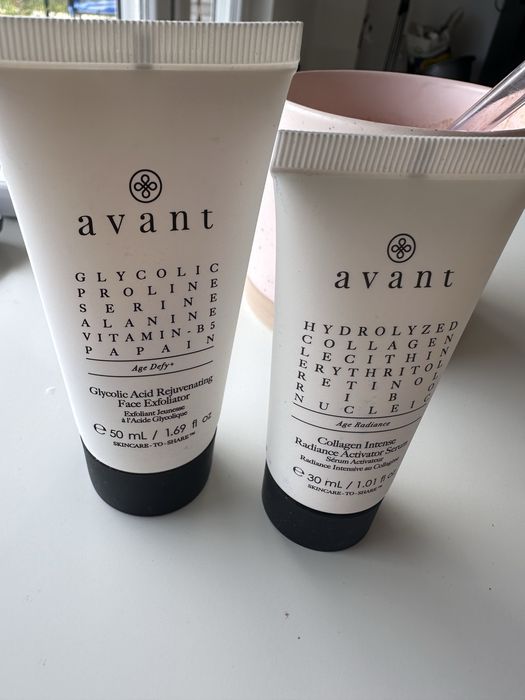 avant
GLYCOLIC
PROLINE
SERINE
ALANINE
VITAMIN-B5
PAPAIN
Age Defy+
Glycolic Acid Rejuvenating
Face Exfoliator
Exfoliant Jeunesse
à l'Acide Glycolique
℮ 50 mL / 1.69 fl oz
SKINCARE-TO-SHARE™
avant
HYDROLYZED
COLLAGEN
LECITHIN
ERYTHRITOL
RETINOL
RIBO
NUCLEIC
Age Radiance
Collagen Intense
Radiance Activator Serum
Sérum Activateur
Radiance Intensive au Collagène
℮ 30 mL / 1.01 fl oz
SKINCARE-TO-SHARE™